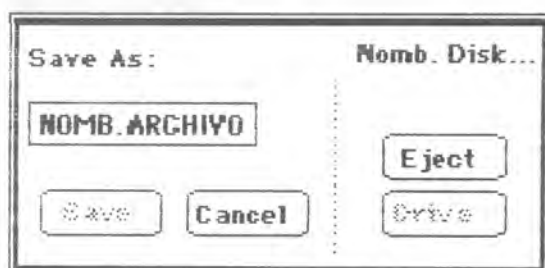 Save As:
Nomb. Disk...
NOMB.ARCHIVO
Eject
Save
Cancel
Drive